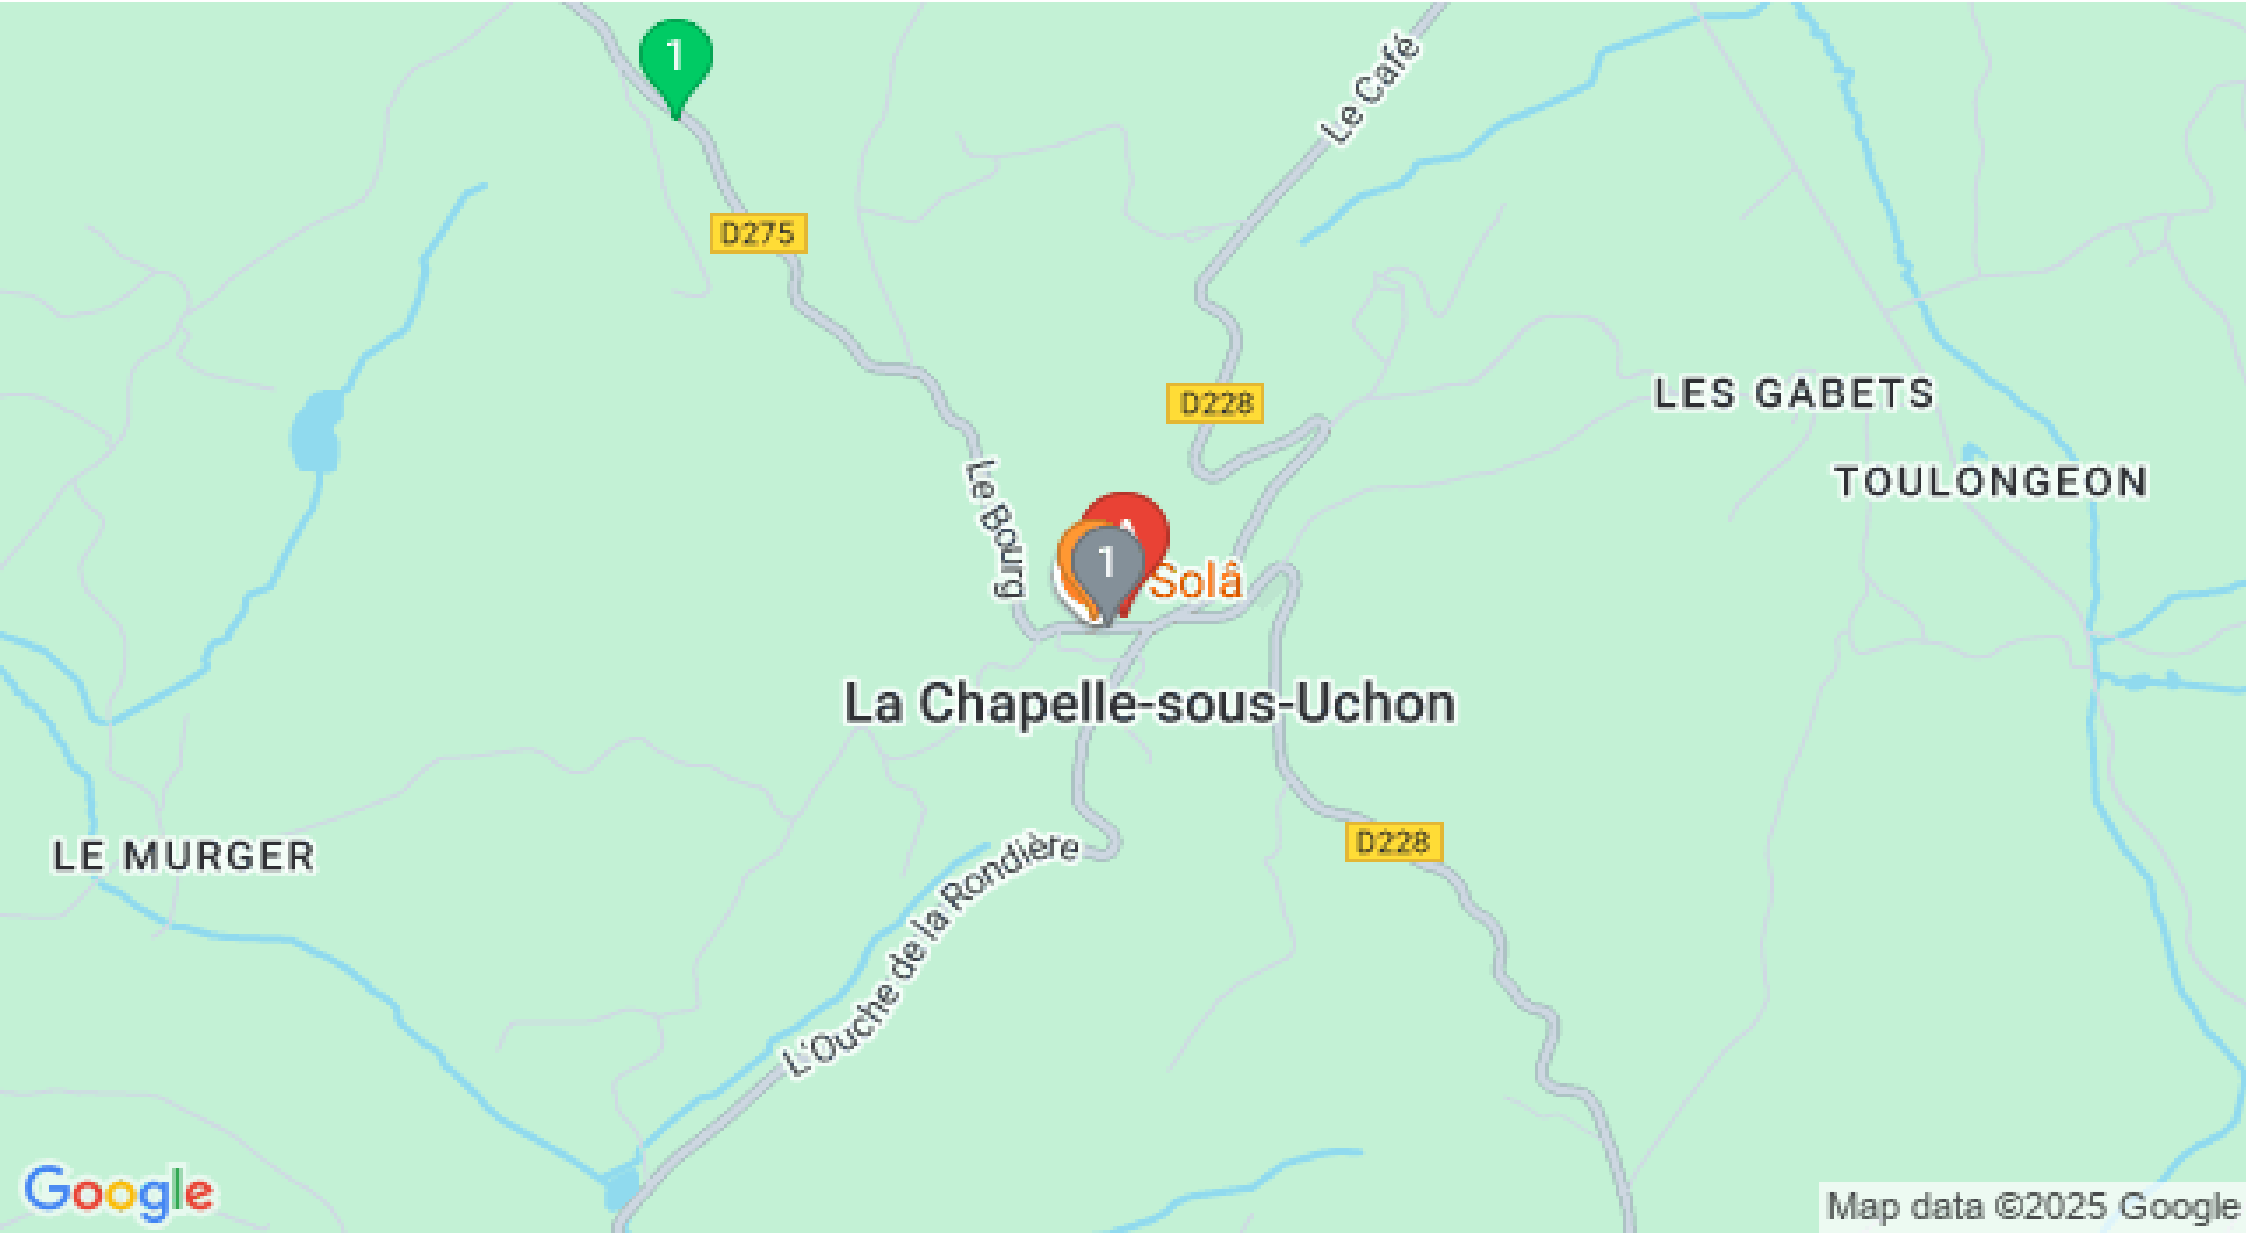 1
Le Café
D275
LES GABETS
D228
TOULONGEON
Le Bourg
1
Solâ
La Chapelle-sous-Uchon
D228
LE MURGER
L'Ouche de la Rondière
Google
Map data ©2025 Google